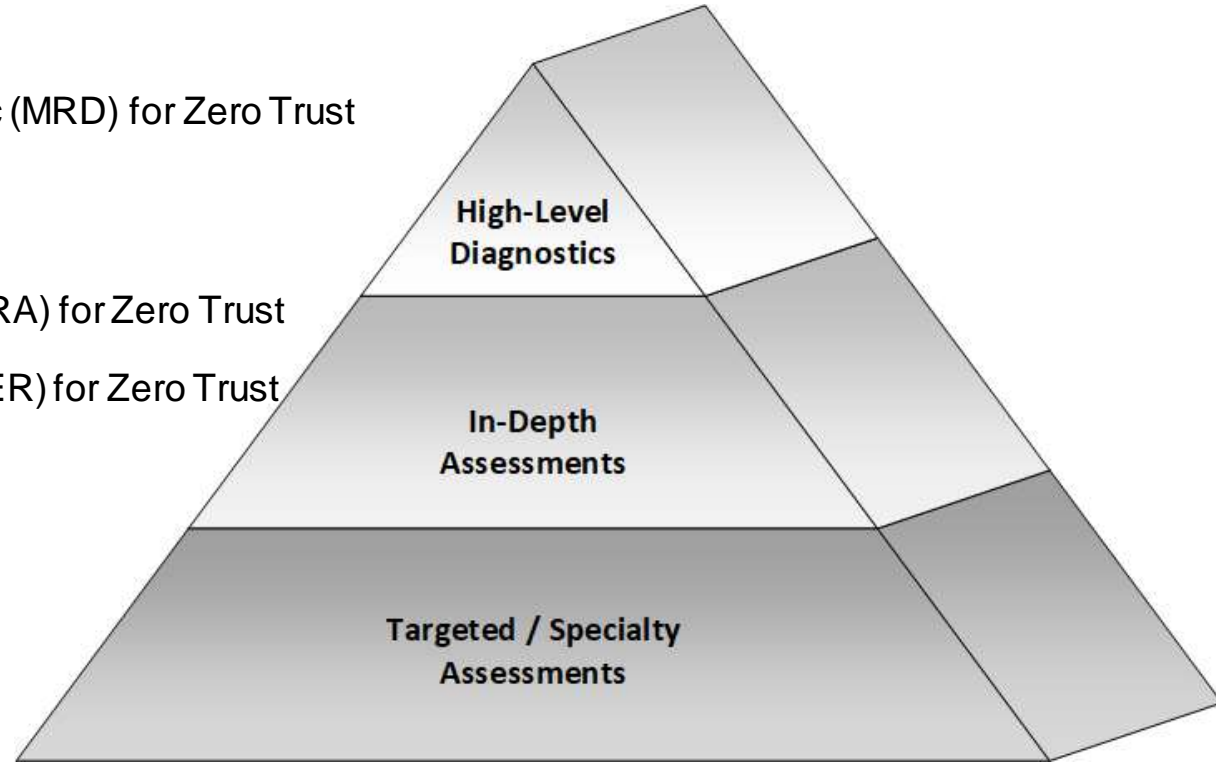 (MRD) for Zero Trust
High-Level
Diagnostics
RA) for Zero Trust
ER) for Zero Trust
In-Depth
Assessments
Targeted / Specialty
Assessments